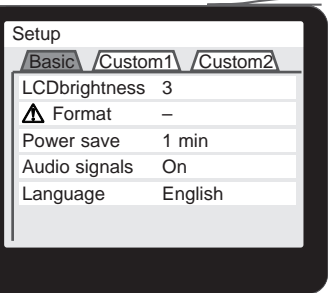 Setup
Basic Custom1 Custom2
LCDbrightness 3
Format –
Power save 1 min
Audio signals On
Language English